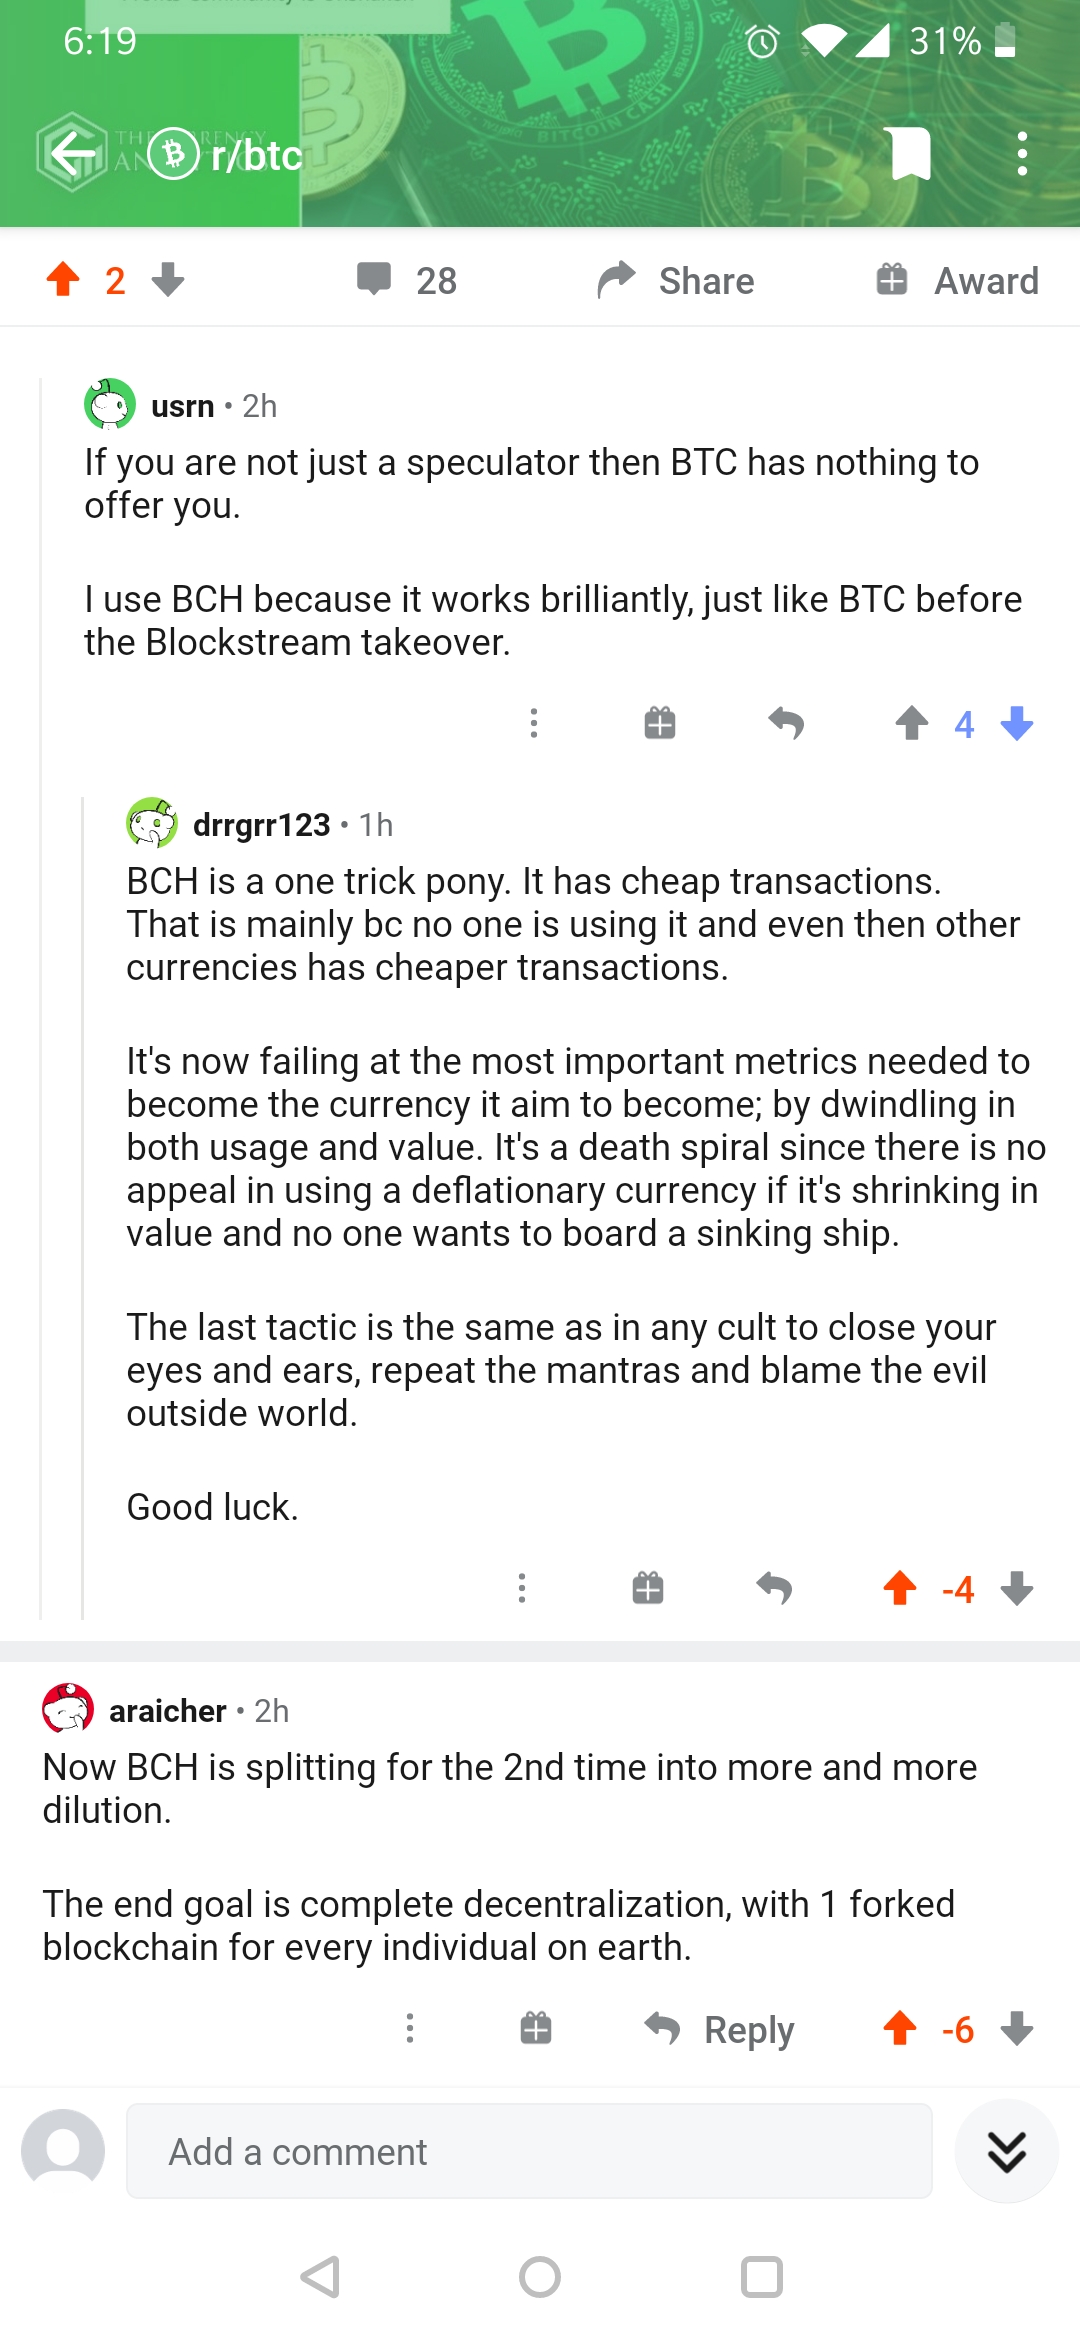 6:19
31%
r/btc
BITCOIN CASH
2
28
Share
Award
usrn • 2h
If you are not just a speculator then BTC has nothing to
offer you.
I use BCH because it works brilliantly, just like BTC before
the Blockstream takeover.
4
drrgrr123 • 1h
BCH is a one trick pony. It has cheap transactions.
That is mainly bc no one is using it and even then other
currencies has cheaper transactions.
It's now failing at the most important metrics needed to
become the currency it aim to become; by dwindling in
both usage and value. It's a death spiral since there is no
appeal in using a deflationary currency if it's shrinking in
value and no one wants to board a sinking ship.
The last tactic is the same as in any cult to close your
eyes and ears, repeat the mantras and blame the evil
outside world.
Good luck.
-4
araicher • 2h
Now BCH is splitting for the 2nd time into more and more
dilution.
The end goal is complete decentralization, with 1 forked
blockchain for every individual on earth.
Reply
-6
Add a comment